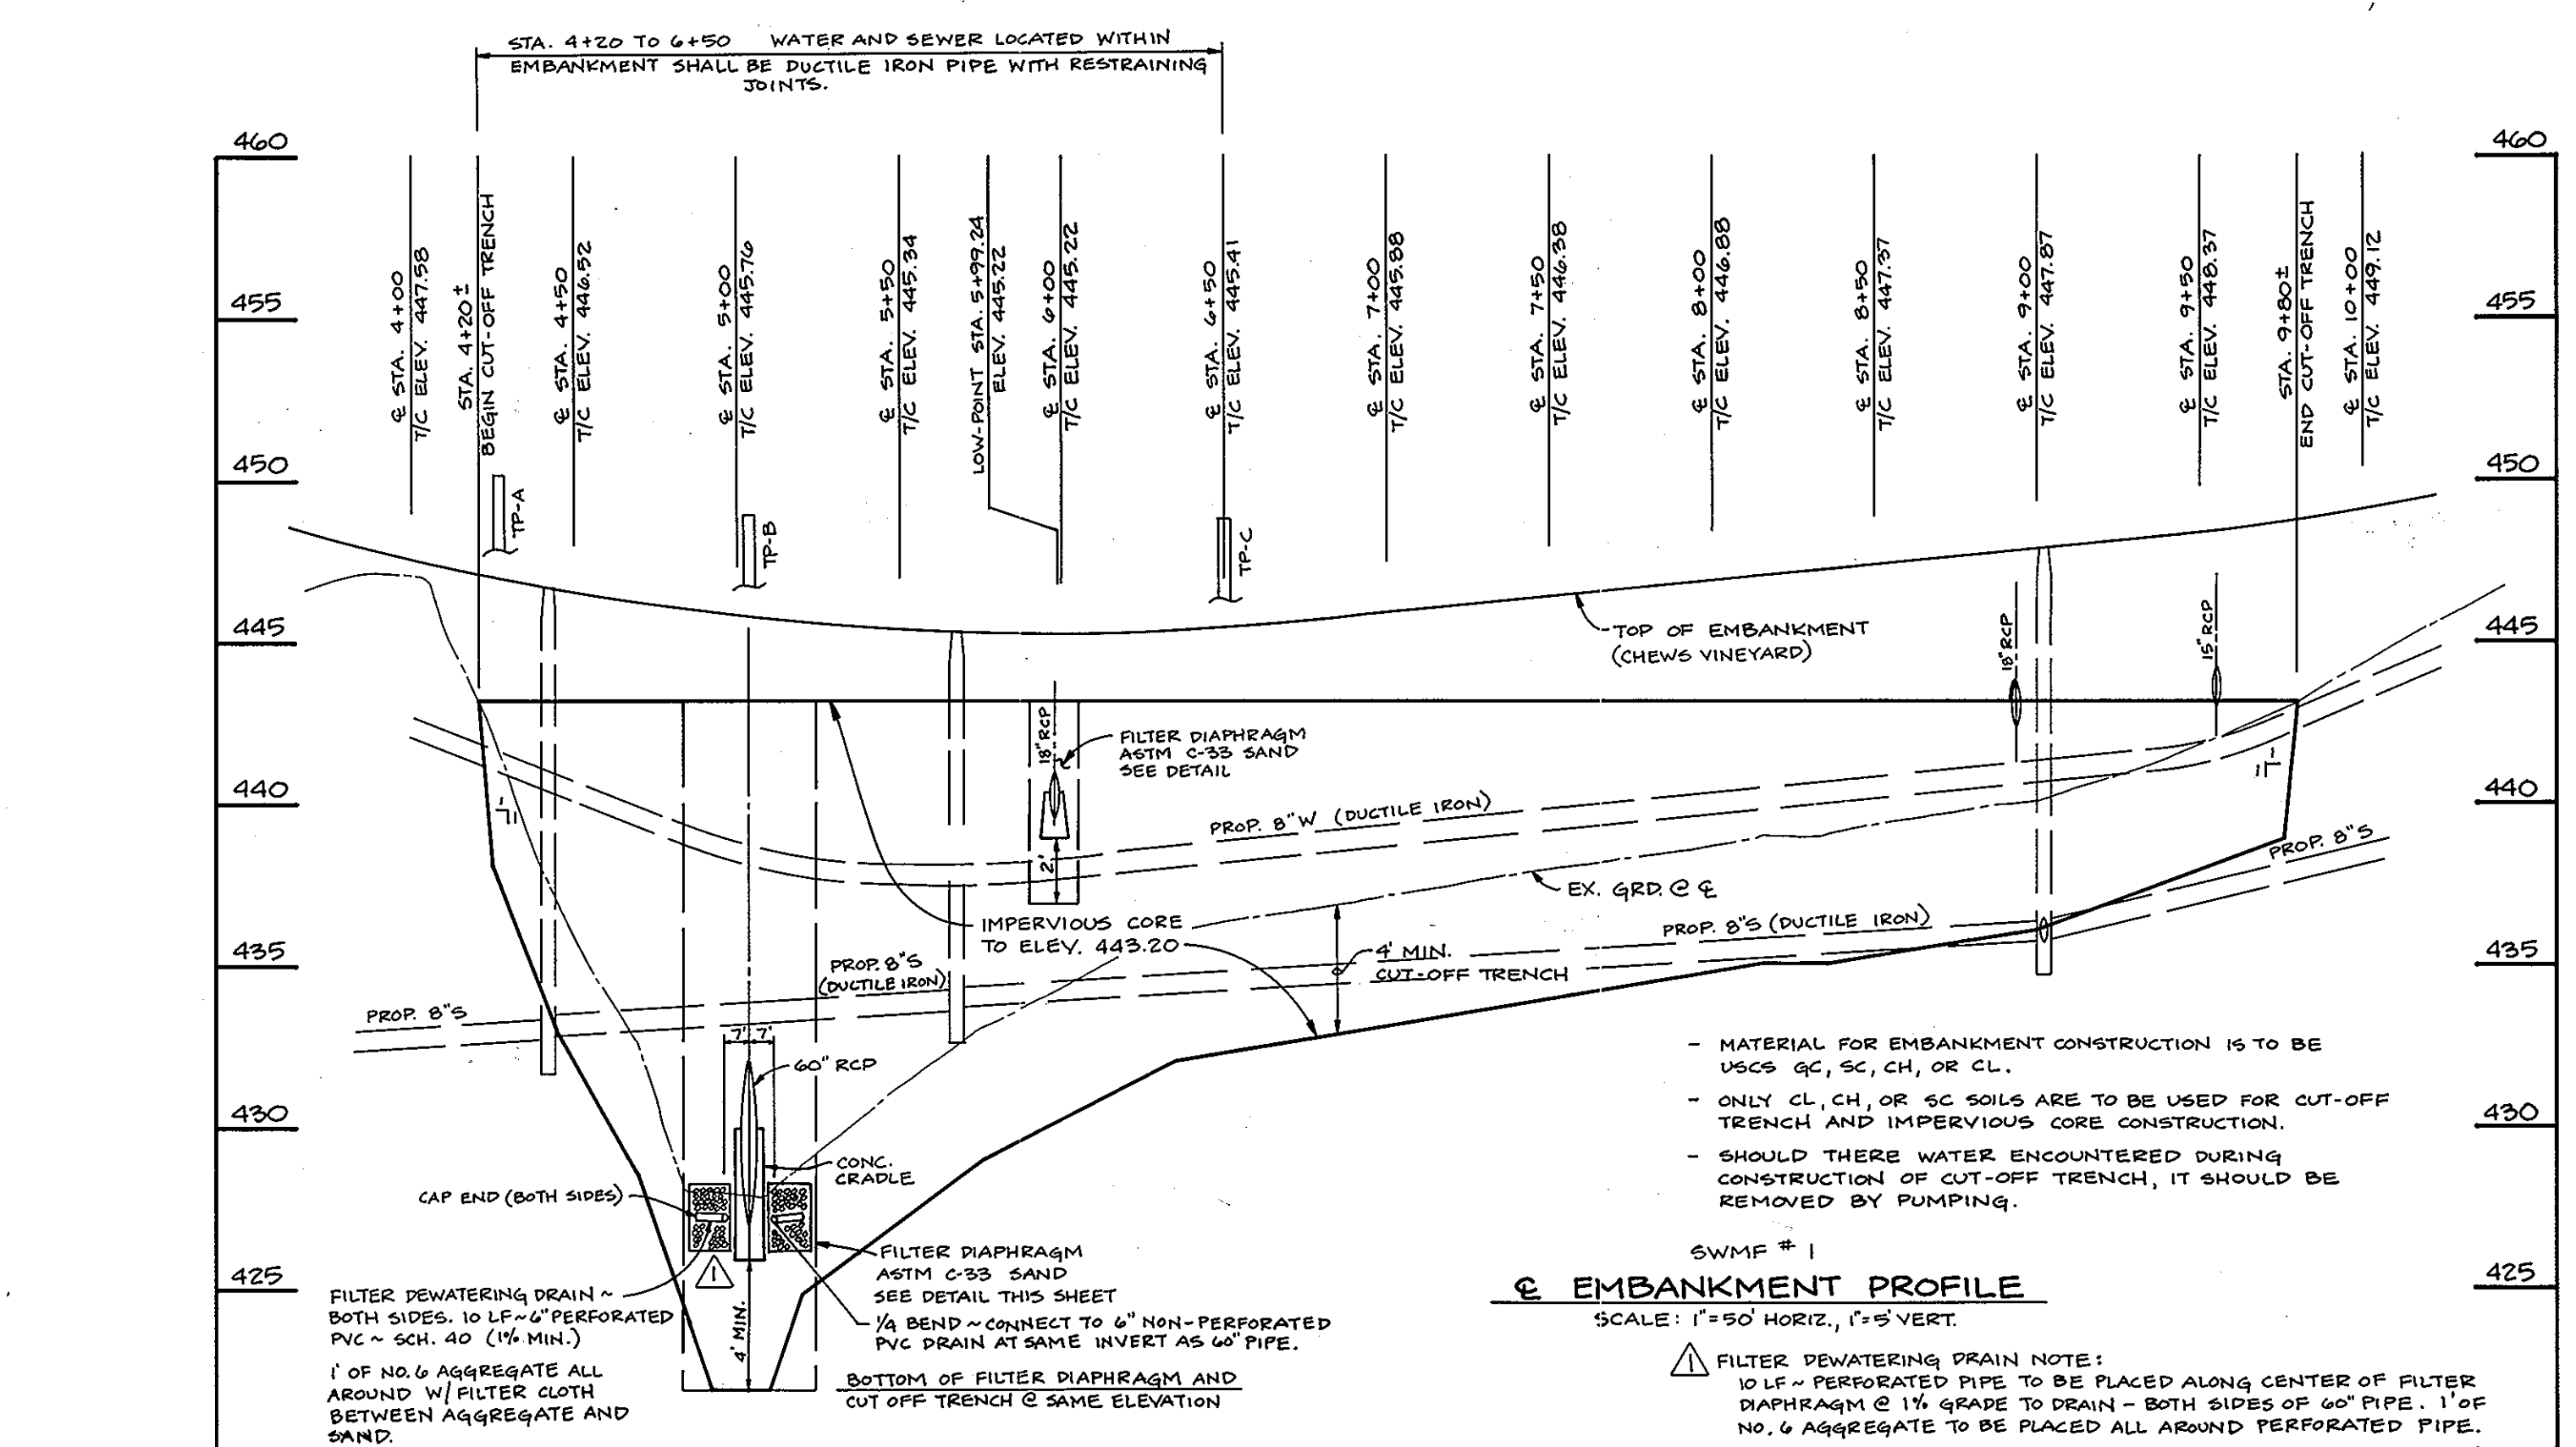 STA. 4+20 TO 6+50 WATER AND SEWER LOCATED WITHIN
EMBANKMENT SHALL BE DUCTILE IRON PIPE WITH RESTRAINING
JOINTS.
460
455
450
445
440
435
430
425
℄ STA. 4+00
T/C ELEV. 447.58
STA. 4+20±
BEGIN CUT-OFF TRENCH
℄ STA. 4+50
T/C ELEV. 446.52
℄ STA. 5+00
T/C ELEV. 445.76
℄ STA. 5+50
T/C ELEV. 445.34
LOW-POINT STA. 5+99.24
ELEV. 445.22
℄ STA. 6+00
T/C ELEV. 445.22
℄ STA. 6+50
T/C ELEV. 445.41
℄ STA. 7+00
T/C ELEV. 445.88
℄ STA. 7+50
T/C ELEV. 446.38
℄ STA. 8+00
T/C ELEV. 446.88
℄ STA. 8+50
T/C ELEV. 447.37
℄ STA. 9+00
T/C ELEV. 447.87
℄ STA. 9+50
T/C ELEV. 448.37
STA. 9+80±
END CUT-OFF TRENCH
℄ STA. 10+00
T/C ELEV. 449.12
460
455
450
445
440
435
430
425
TP-A
TP-B
TP-C
TOP OF EMBANKMENT
(CHEWS VINEYARD)
18" RCP
15" RCP
18" RCP
FILTER DIAPHRAGM
ASTM C-33 SAND
SEE DETAIL
2'
1
1
PROP. 8" W (DUCTILE IRON)
EX. GRD. @ ℄
IMPERVIOUS CORE
TO ELEV. 443.20
4' MIN.
CUT-OFF TRENCH
PROP. 8"S (DUCTILE IRON)
PROP. 8"S
PROP. 8"S
(DUCTILE IRON)
PROP. 8"S
7' 7'
60" RCP
CONC.
CRADLE
CAP END (BOTH SIDES)
1
4' MIN.
FILTER DIAPHRAGM
ASTM C-33 SAND
SEE DETAIL THIS SHEET
1/4 BEND ~ CONNECT TO 6" NON-PERFORATED
PVC DRAIN AT SAME INVERT AS 60" PIPE.
BOTTOM OF FILTER DIAPHRAGM AND
CUT OFF TRENCH @ SAME ELEVATION
FILTER DEWATERING DRAIN ~
BOTH SIDES. 10 LF ~ 6" PERFORATED
PVC ~ SCH. 40 (1% MIN.)
1' OF NO. 6 AGGREGATE ALL
AROUND W/ FILTER CLOTH
BETWEEN AGGREGATE AND
SAND.
- MATERIAL FOR EMBANKMENT CONSTRUCTION IS TO BE
USCS GC, SC, CH, OR CL.
- ONLY CL, CH, OR SC SOILS ARE TO BE USED FOR CUT-OFF
TRENCH AND IMPERVIOUS CORE CONSTRUCTION.
- SHOULD THERE WATER ENCOUNTERED DURING
CONSTRUCTION OF CUT-OFF TRENCH, IT SHOULD BE
REMOVED BY PUMPING.
SWMF # 1
℄ EMBANKMENT PROFILE
SCALE: 1"=50' HORIZ., 1"=5' VERT.
1 FILTER DEWATERING DRAIN NOTE:
10 LF ~ PERFORATED PIPE TO BE PLACED ALONG CENTER OF FILTER
DIAPHRAGM @ 1% GRADE TO DRAIN - BOTH SIDES OF 60" PIPE. 1' OF
NO. 6 AGGREGATE TO BE PLACED ALL AROUND PERFORATED PIPE.